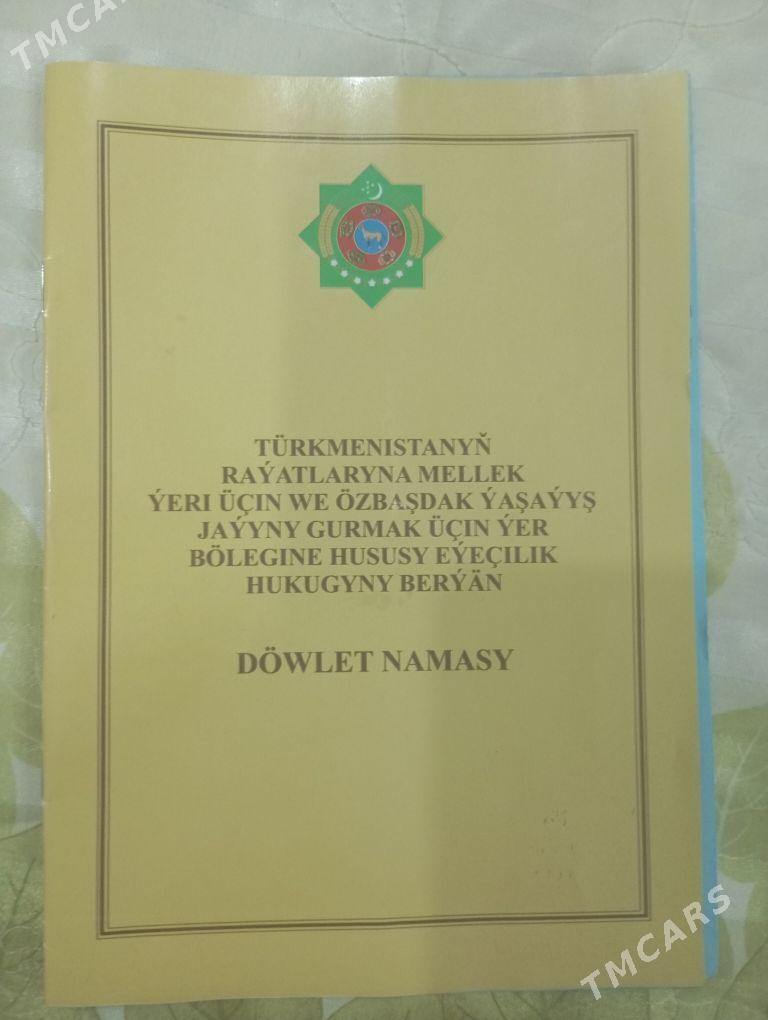 TMCARS
TÜRKMENISTANYŇ
RAÝATLARYNA MELLEK
ÝERI ÜÇIN WE ÖZBAŞDAK ÝAŞAÝYŞ
JAÝYNY GURMAK ÜÇIN ÝER
BÖLEGINE HUSUSY EÝEÇILIK
HUKUGYNY BERÝÄN
DÖWLET NAMASY
TMCARS